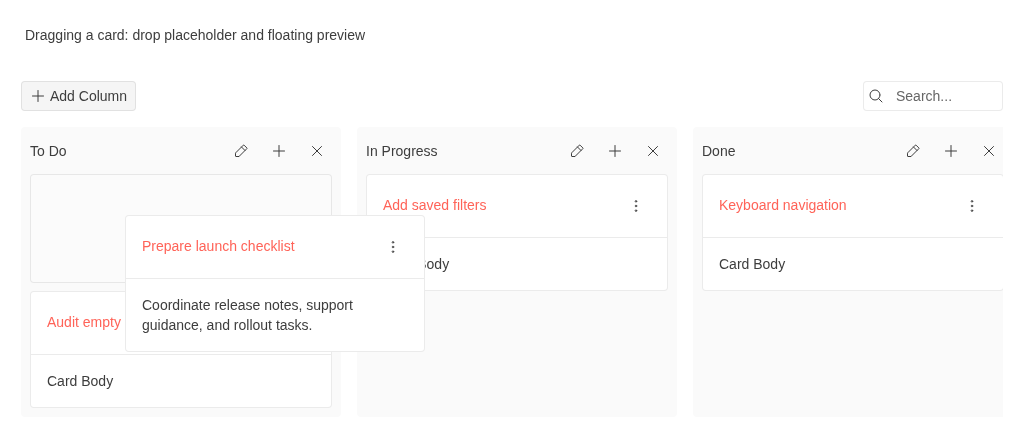 Dragging a card: drop placeholder and floating preview
Add Column
Search...
To Do
In Progress
Done
Add saved filters
Keyboard navigation
Prepare launch checklist
Card Body
Coordinate release notes, support
guidance, and rollout tasks.
Audit empty
Card Body